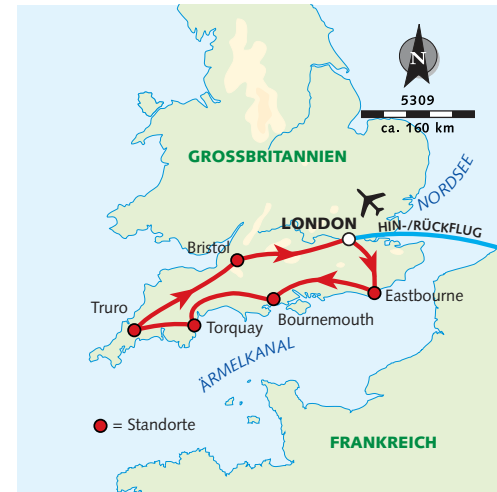 N
5309
ca. 160 km
GROSSBRITANNIEN
NORDSEE
LONDON
HIN-/RÜCKFLUG
Bristol
Eastbourne
Truro
Torquay
Bournemouth
ÄRMELKANAL
= Standorte
FRANKREICH